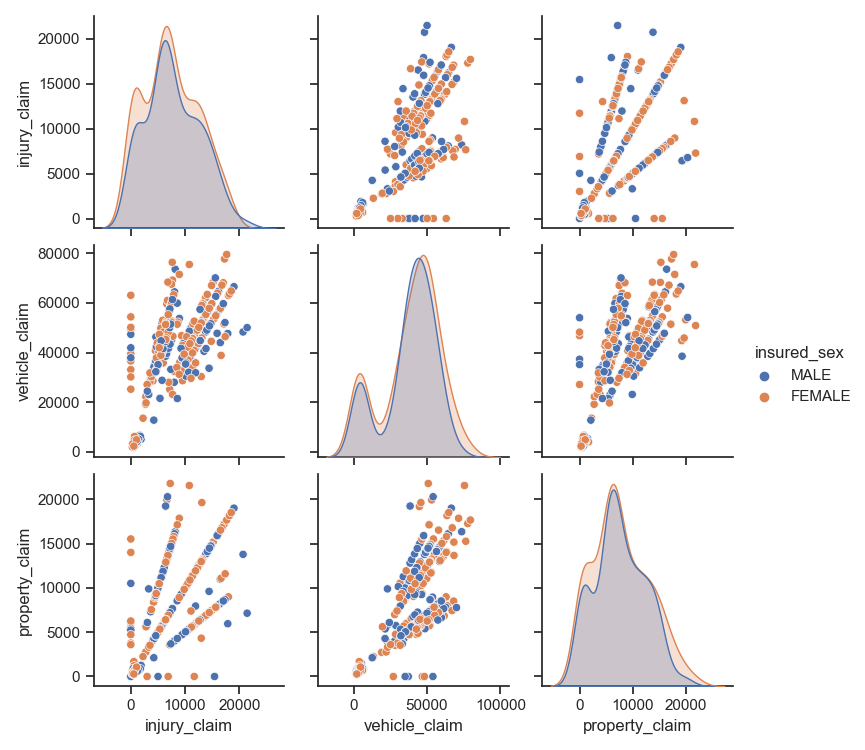 20000
15000
10000
5000
0
injury_claim
80000
60000
40000
20000
0
vehicle_claim
insured_sex
MALE
FEMALE
20000
15000
10000
5000
0
property_claim
0 10000 20000
0 50000 100000
0 10000 20000
injury_claim vehicle_claim property_claim